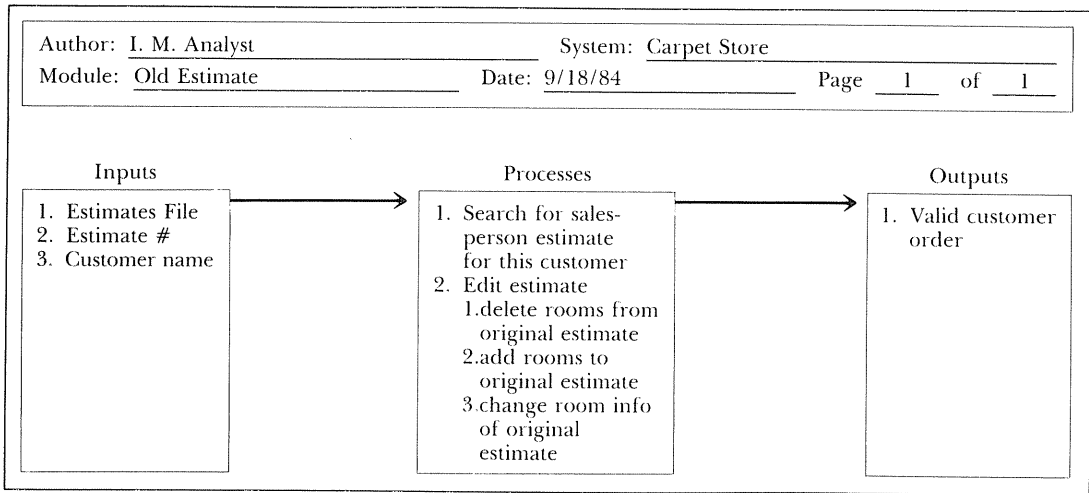 Author: I. M. Analyst System: Carpet Store
Module: Old Estimate Date: 9/18/84 Page 1 of 1
Inputs
1. Estimates File
2. Estimate #
3. Customer name
Processes
1. Search for sales-
person estimate
for this customer
2. Edit estimate
1.delete rooms from
original estimate
2.add rooms to
original estimate
3.change room info
of original
estimate
Outputs
1. Valid customer
order